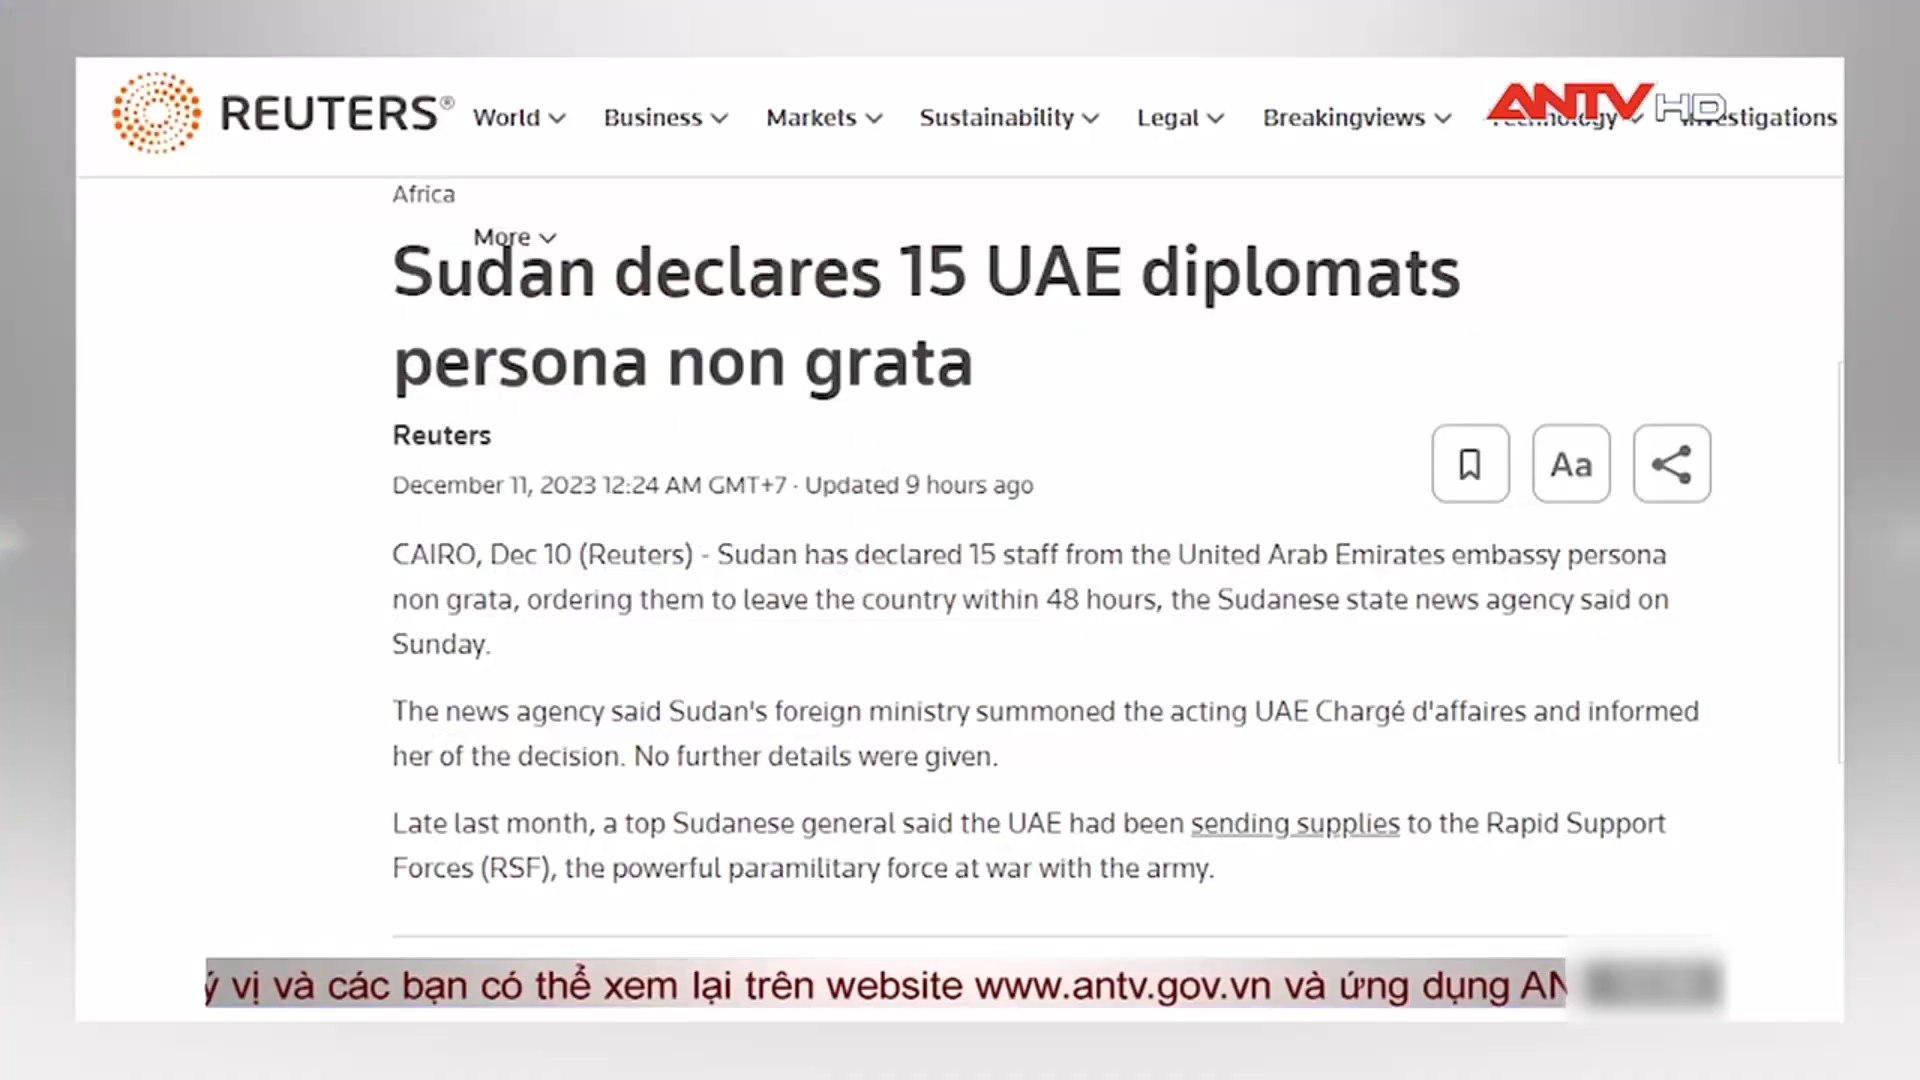 REUTERS®
World Business Markets Sustainability Legal Breakingviews Technology Investigations
ANTV HD
Africa
More
Sudan declares 15 UAE diplomats
persona non grata
Reuters
Aa
December 11, 2023 12:24 AM GMT+7 · Updated 9 hours ago
CAIRO, Dec 10 (Reuters) - Sudan has declared 15 staff from the United Arab Emirates embassy persona
non grata, ordering them to leave the country within 48 hours, the Sudanese state news agency said on
Sunday.
The news agency said Sudan's foreign ministry summoned the acting UAE Chargé d'affaires and informed
her of the decision. No further details were given.
Late last month, a top Sudanese general said the UAE had been sending supplies to the Rapid Support
Forces (RSF), the powerful paramilitary force at war with the army.
ý vị và các bạn có thể xem lại trên website www.antv.gov.vn và ứng dụng AN